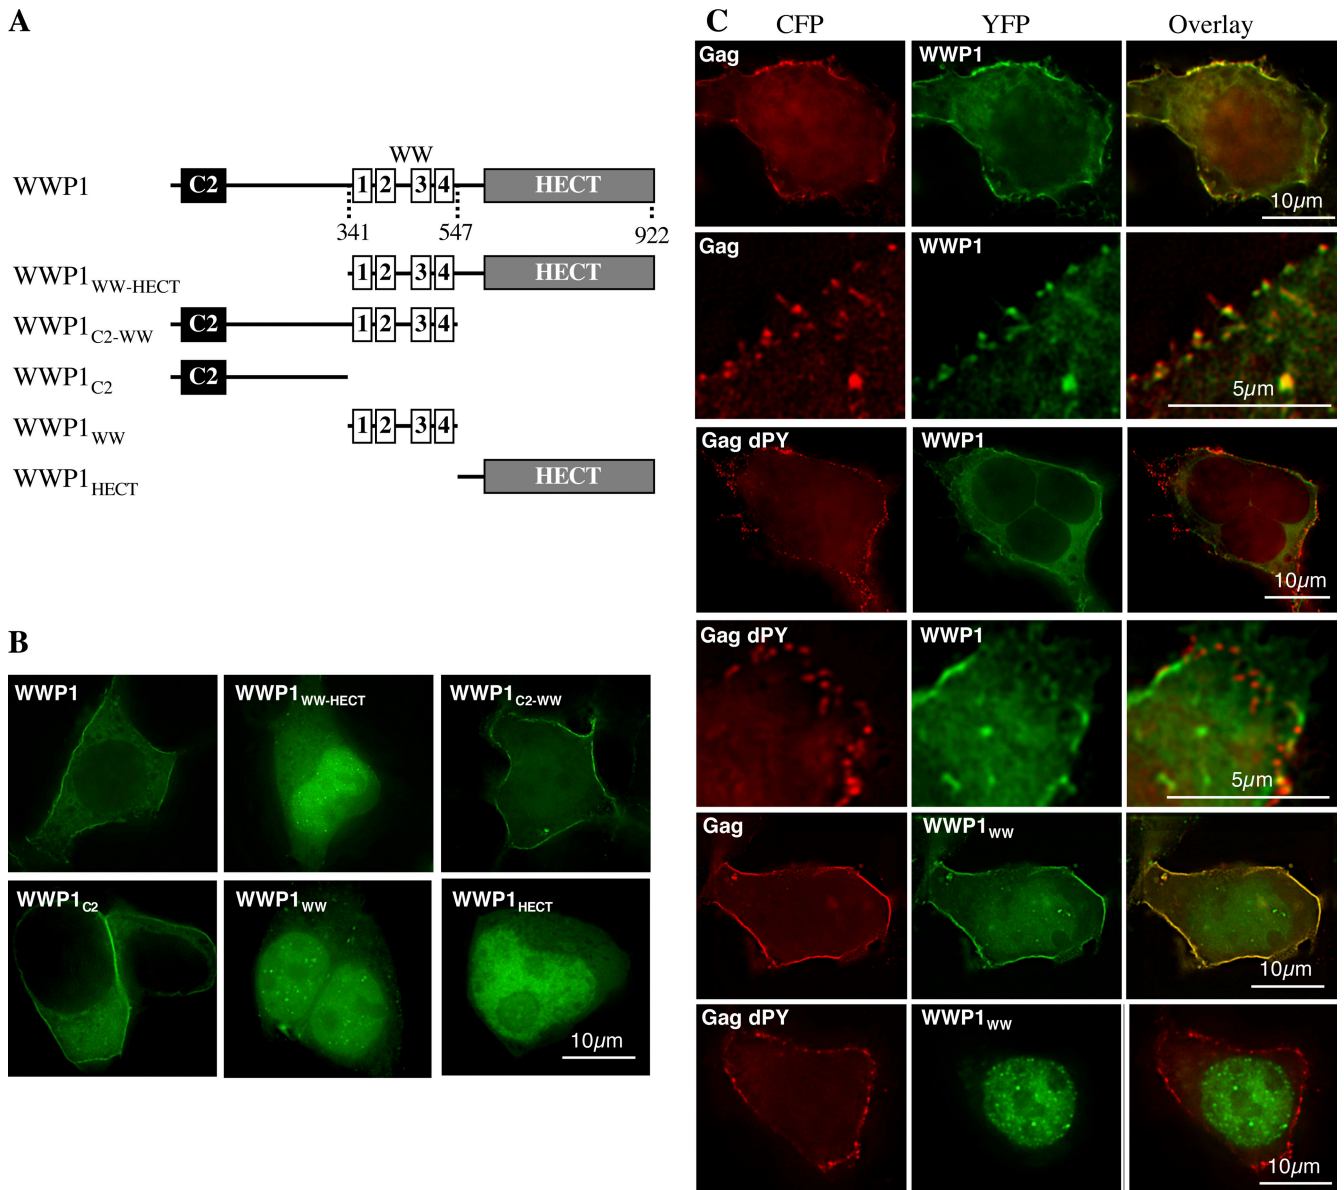 A
WW
WWP1 C2 1 2 3 4 HECT
341 547 922
WWP1WW-HECT 1 2 3 4 HECT
WWP1C2-WW C2 1 2 3 4
WWP1C2 C2
WWP1WW 1 2 3 4
WWP1HECT HECT
B
WWP1 WWP1WW-HECT WWP1C2-WW
WWP1C2 WWP1WW WWP1HECT
10µm
C
CFP YFP Overlay
Gag WWP1
10µm
Gag WWP1
5µm
Gag dPY WWP1
10µm
Gag dPY WWP1
5µm
Gag WWP1WW
10µm
Gag dPY WWP1WW
10µm